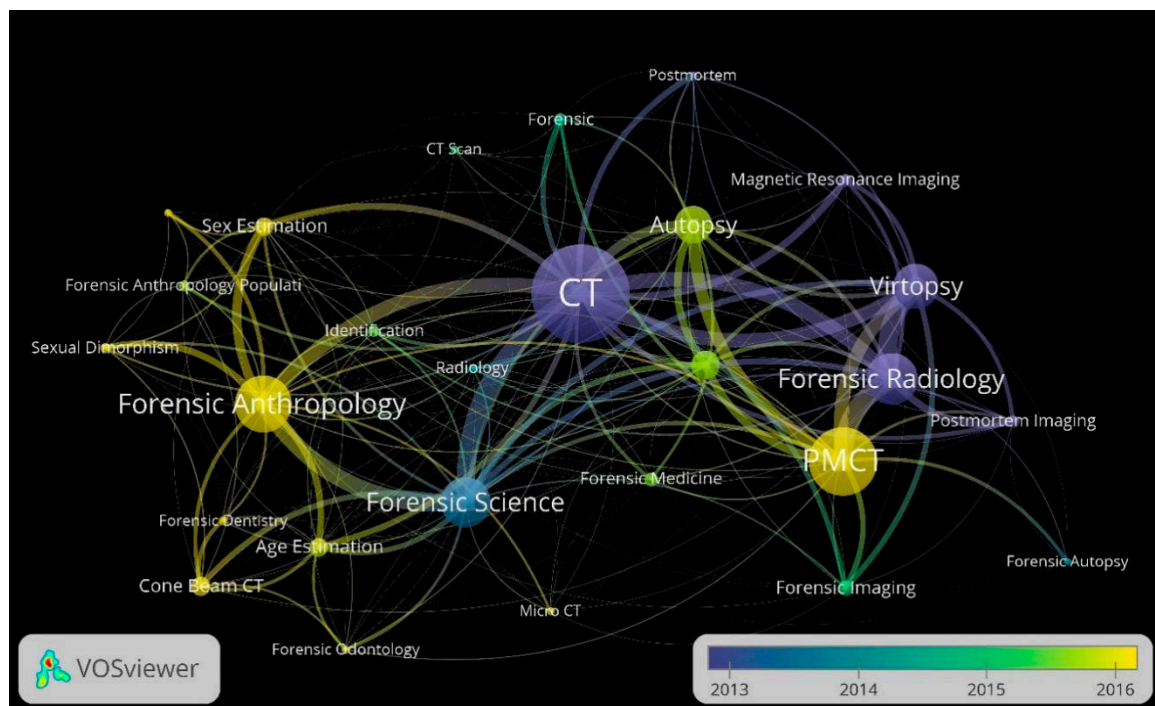 Postmortem
Forensic
CT Scan
Magnetic Resonance Imaging
Sex Estimation
Autopsy
Forensic Anthropology Populati
CT
Virtopsy
Identification
Sexual Dimorphism
Radiology
Forensic Radiology
Forensic Anthropology
Postmortem Imaging
PMCT
Forensic Medicine
Forensic Science
Forensic Dentistry
Age Estimation
Forensic Autopsy
Cone Beam CT
Forensic Imaging
Micro CT
Forensic Odontology
VOSviewer
2013 2014 2015 2016